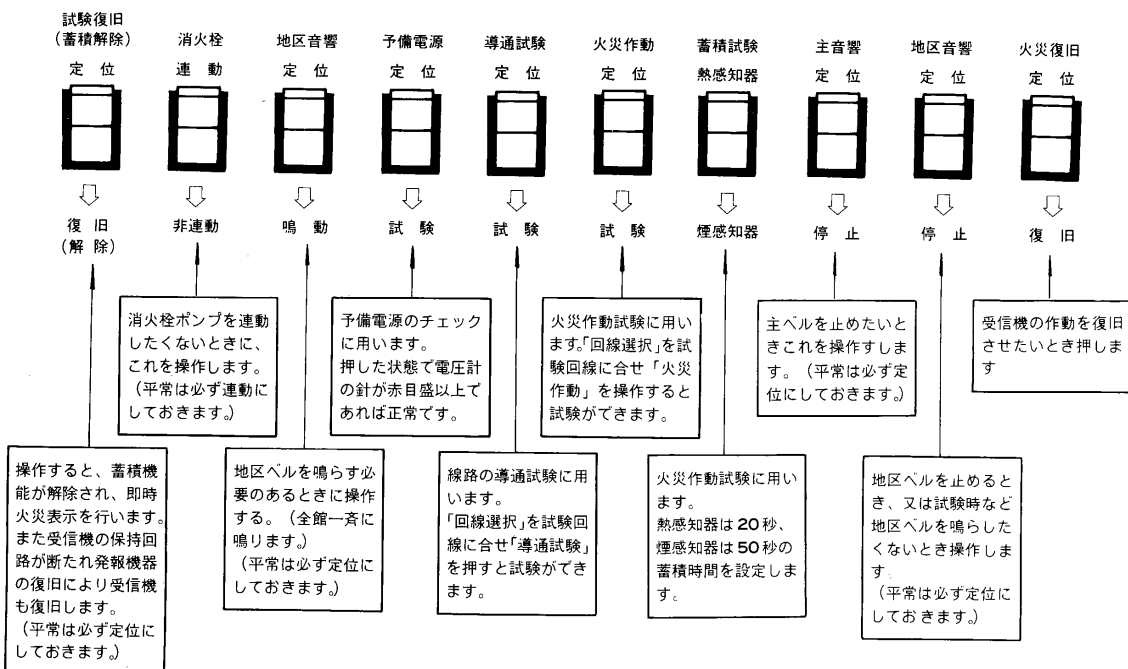 試験復旧
(蓄積解除)
消火栓
地区音響
予備電源
導通試験
火災作動
蓄積試験
主音響
地区音響
火災復旧
定 位
連 動
定 位
定 位
定 位
定 位
熱感知器
定 位
定 位
定 位
復 旧
(解 除)
非連動
鳴 動
試 験
試 験
試 験
煙感知器
停 止
停 止
復 旧
消火栓ポンプを連動
したくないときに、
これを操作します。
(平常は必ず連動に
しておきます。)
予備電源のチェック
に用います。
押した状態で電圧計
の針が赤目盛以上で
あれば正常です。
火災作動試験に用い
ます。「回線選択」を試
験回線に合せ「火災
作動」を操作すると
試験ができます。
主ベルを止めたいと
きこれを操作すしま
す。(平常は必ず定
位にしておきます。)
受信機の作動を復旧
させたいとき押しま
す
操作すると、蓄積機
能が解除され、即時
火災表示を行います。
また受信機の保持回
路が断たれ発報機器
の復旧により受信機
も復旧します。
(平常は必ず定位に
しておきます。)
地区ベルを鳴らす必
要のあるときに操作
する。(全館一斉に
鳴ります。)
(平常は必ず定位に
しておきます。)
線路の導通試験に用
います。
「回線選択」を試験回
線に合せ「導通試験」
を押すと試験ができ
ます。
火災作動試験に用い
ます。
熱感知器は20秒、
煙感知器は50秒の
蓄積時間を設定しま
す。
地区ベルを止めると
き、又は試験時など
地区ベルを鳴らした
くないとき操作しま
す.
(平常は必ず定位に
しておきます。)